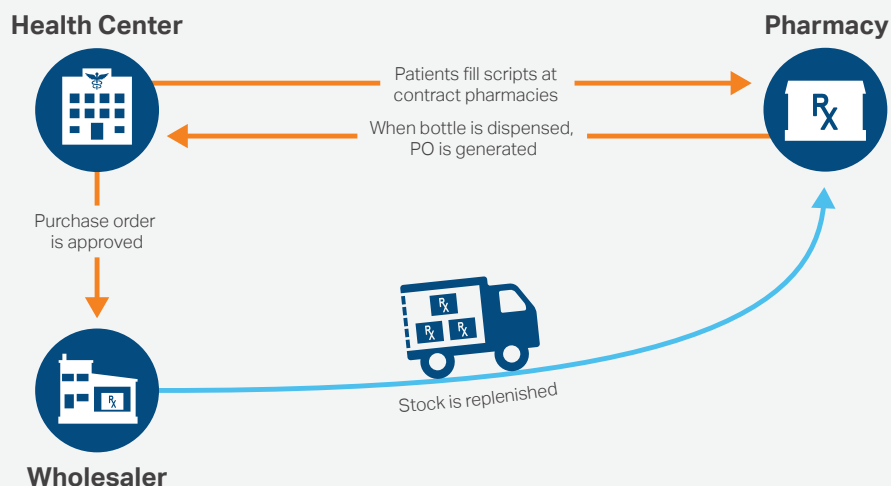 Health Center
Pharmacy
Patients fill scripts at
contract pharmacies
When bottle is dispensed,
PO is generated
Rx
Purchase order
is approved
Rx
Rx
Rx
Rx
Stock is replenished
Wholesaler